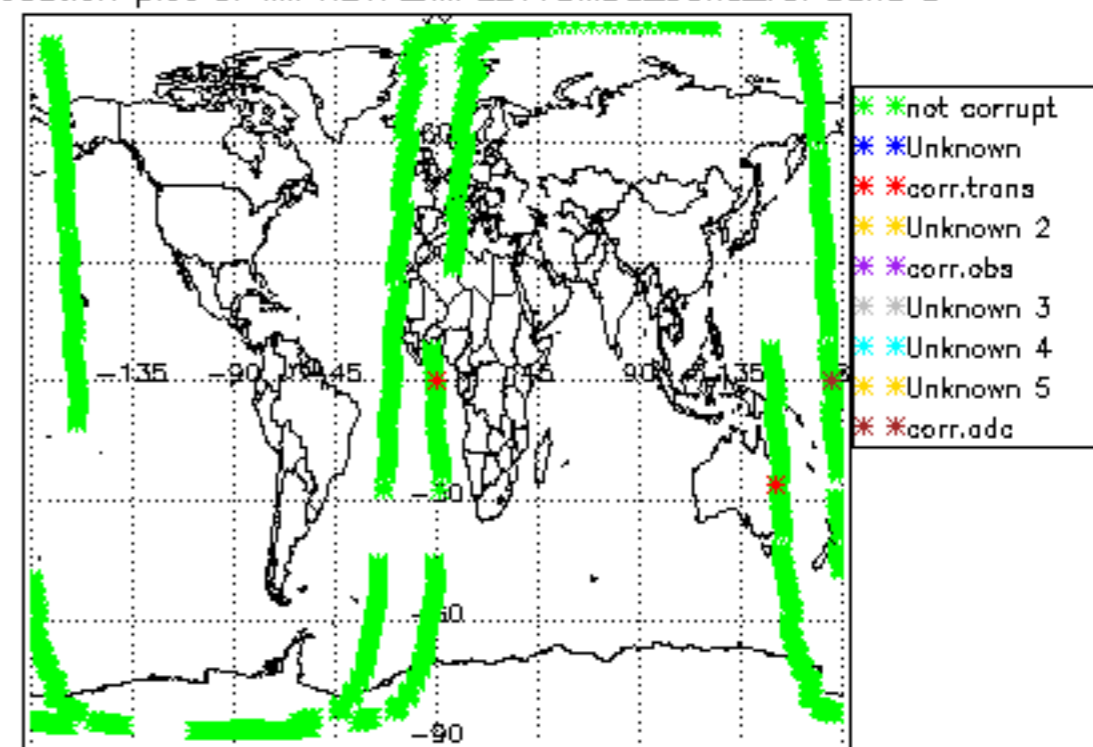 not corrupt
Unknown
corr.trans
Unknown 2
corr.obs
Unknown 3
Unknown 4
Unknown 5
corr.adc
60
-135 -90 45 45 90 135
-30
-60
-90